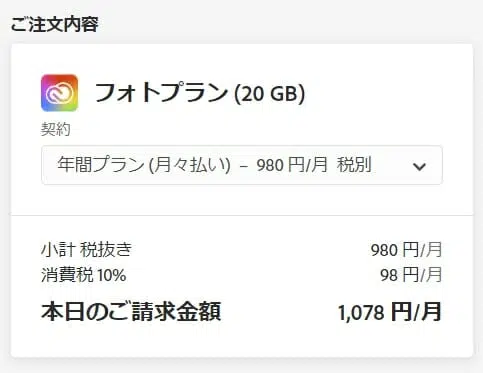 ご注文内容
フォトプラン (20 GB)
契約
年間プラン (月々払い) – 980 円/月 税別
小計 税抜き 980 円/月
消費税 10% 98 円/月
本日のご請求金額 1,078 円/月